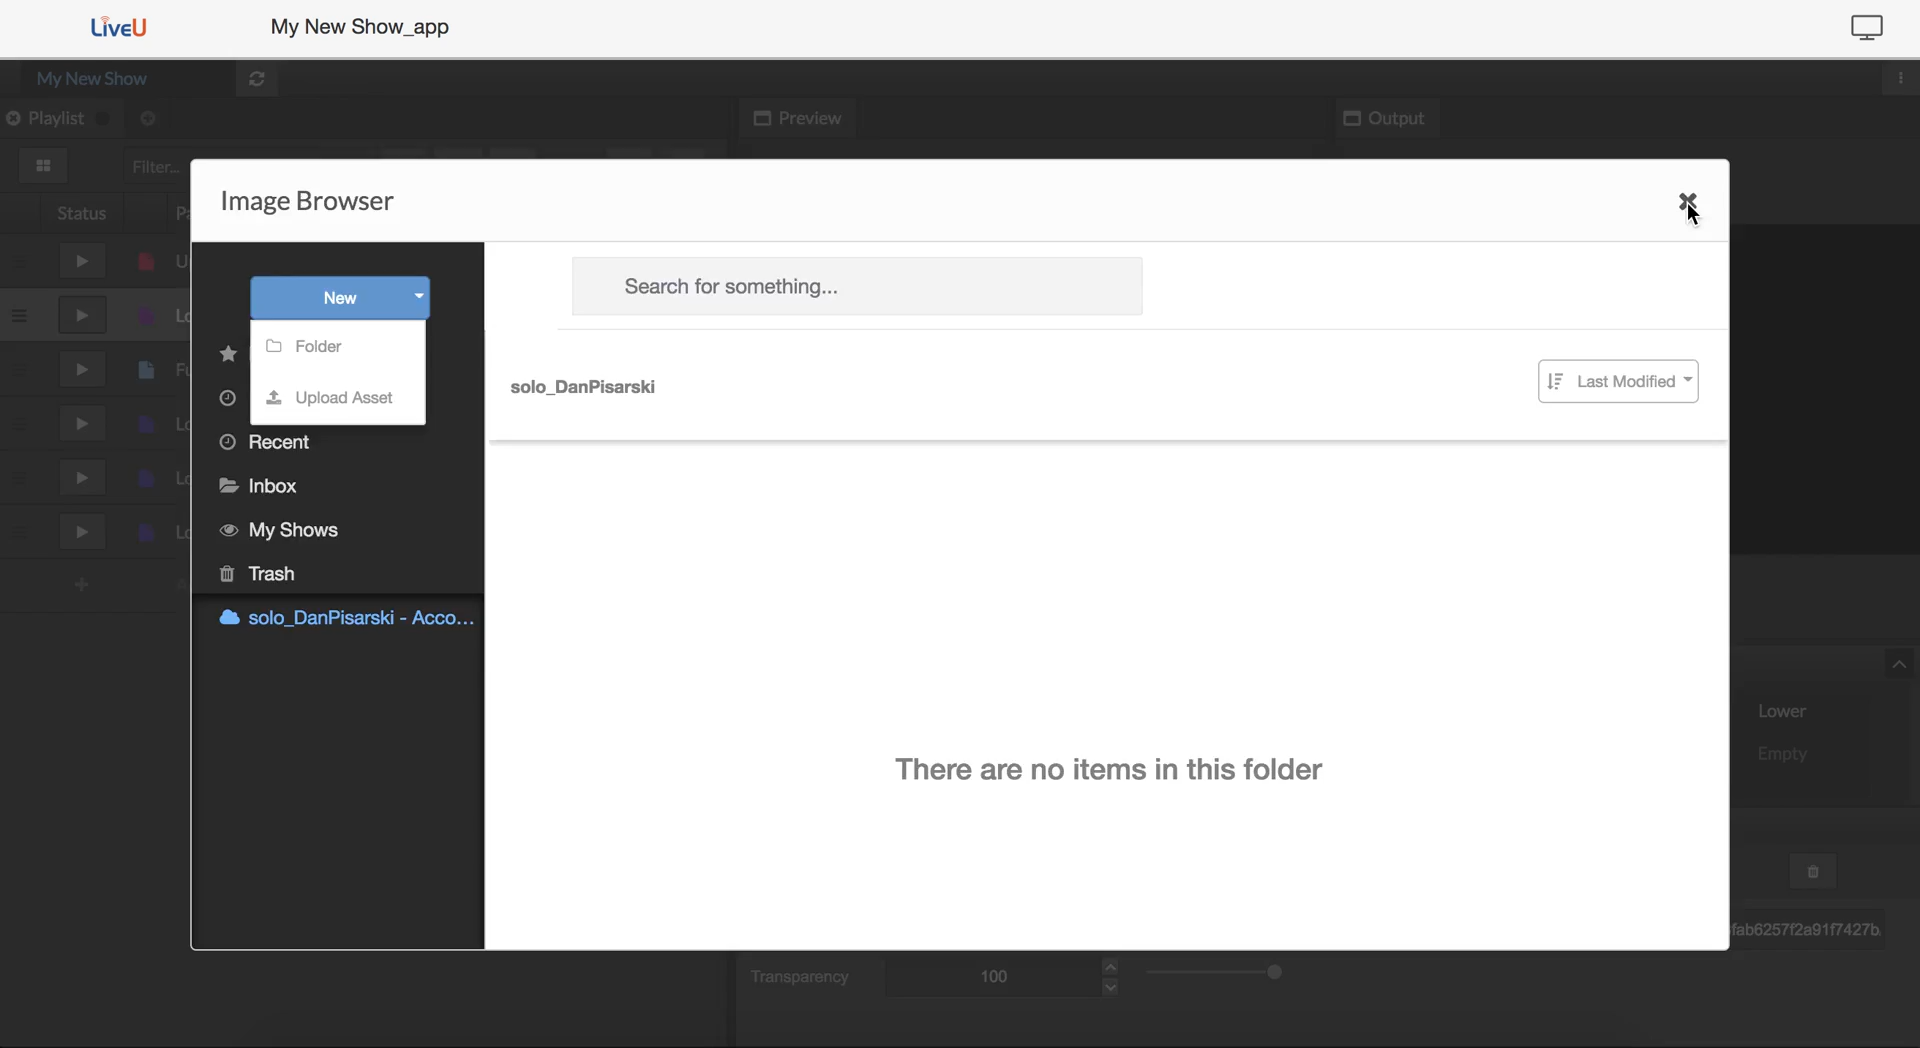 LiveU
My New Show_app
My New Show
Playlist
Preview
Output
Filter...
Status
Image Browser
New
Search for something...
Folder
Upload Asset
solo_DanPisarski
Last Modified
Recent
Inbox
My Shows
Trash
solo_DanPisarski - Acco...
There are no items in this folder
Lower
Empty
fab6257f2a91f7427b
Transparency
100